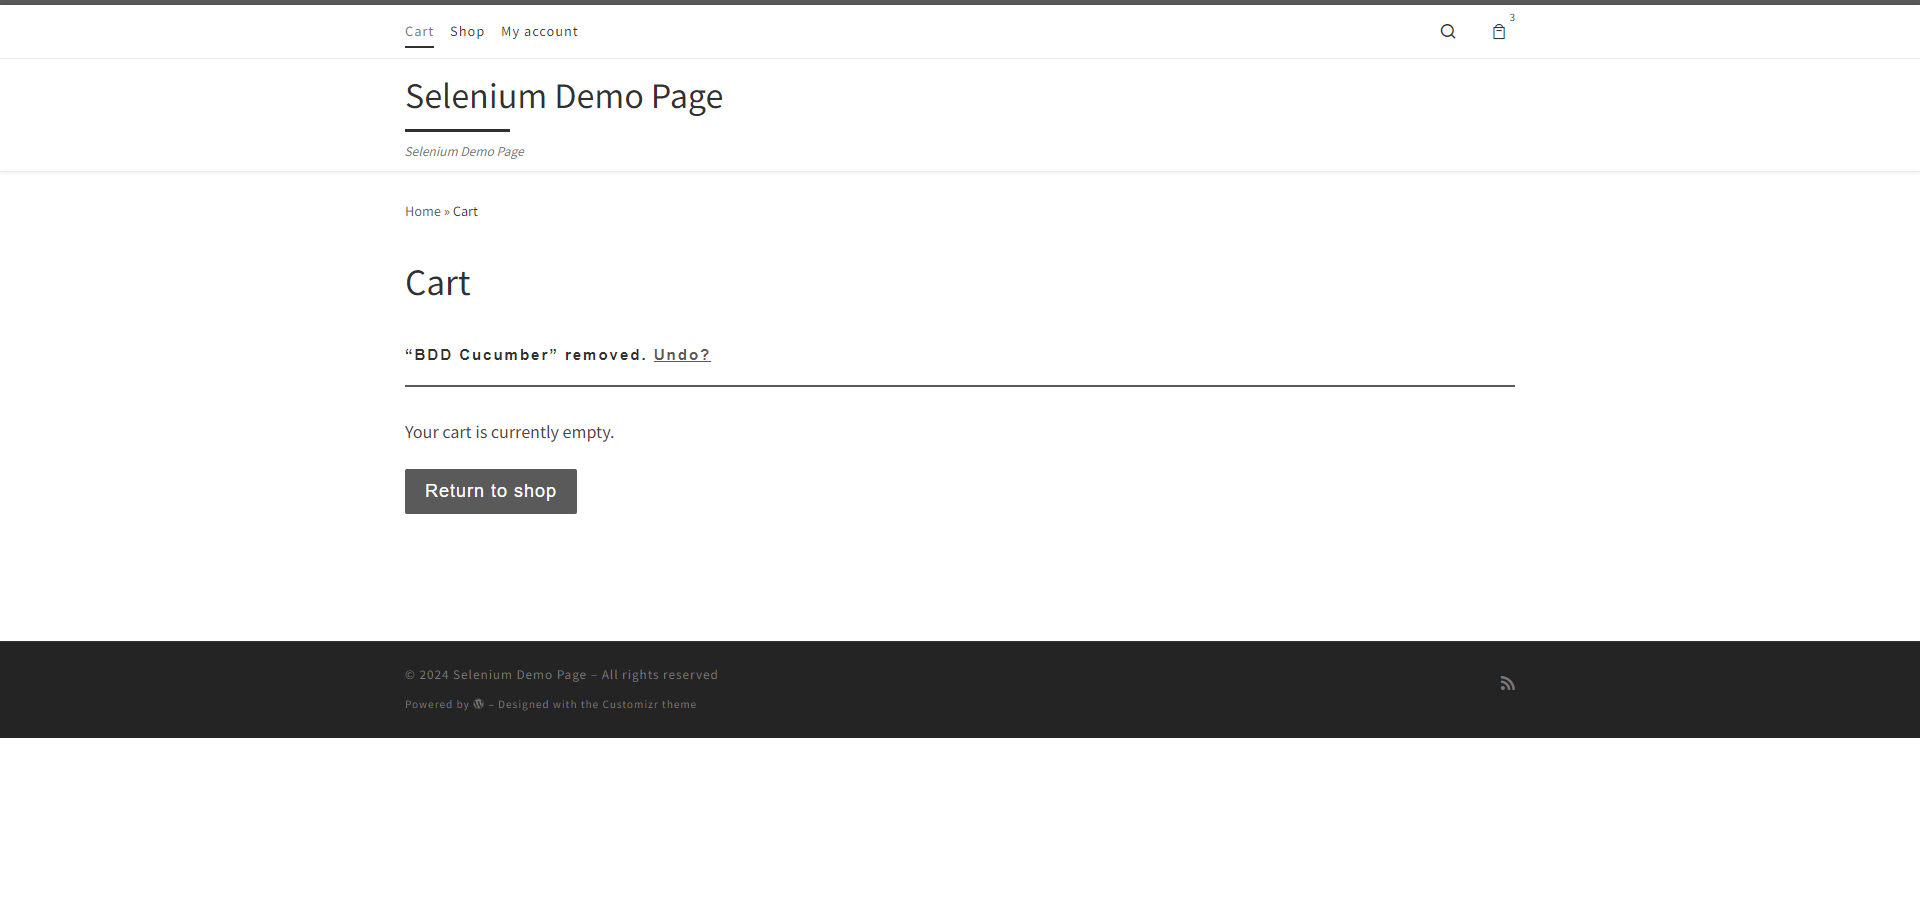 Cart Shop My account
3
Selenium Demo Page
Selenium Demo Page
Home » Cart
Cart
“BDD Cucumber” removed. Undo?
Your cart is currently empty.
Return to shop
© 2024 Selenium Demo Page – All rights reserved
Powered by – Designed with the Customizr theme